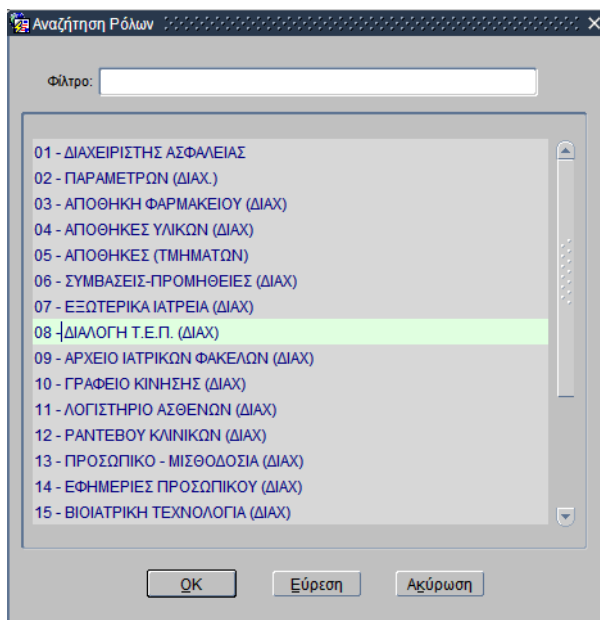 Αναζήτηση Ρόλων
Φίλτρο:
01 - ΔΙΑΧΕΙΡΙΣΤΗΣ ΑΣΦΑΛΕΙΑΣ
02 - ΠΑΡΑΜΕΤΡΩΝ (ΔΙΑΧ.)
03 - ΑΠΟΘΗΚΗ ΦΑΡΜΑΚΕΙΟΥ (ΔΙΑΧ)
04 - ΑΠΟΘΗΚΕΣ ΥΛΙΚΩΝ (ΔΙΑΧ)
05 - ΑΠΟΘΗΚΕΣ (ΤΜΗΜΑΤΩΝ)
06 - ΣΥΜΒΑΣΕΙΣ-ΠΡΟΜΗΘΕΙΕΣ (ΔΙΑΧ)
07 - ΕΞΩΤΕΡΙΚΑ ΙΑΤΡΕΙΑ (ΔΙΑΧ)
08 - ΔΙΑΛΟΓΗ Τ.Ε.Π. (ΔΙΑΧ)
09 - ΑΡΧΕΙΟ ΙΑΤΡΙΚΩΝ ΦΑΚΕΛΩΝ (ΔΙΑΧ)
10 - ΓΡΑΦΕΙΟ ΚΙΝΗΣΗΣ (ΔΙΑΧ)
11 - ΛΟΓΙΣΤΗΡΙΟ ΑΣΘΕΝΩΝ (ΔΙΑΧ)
12 - ΡΑΝΤΕΒΟΥ ΚΛΙΝΙΚΩΝ (ΔΙΑΧ)
13 - ΠΡΟΣΩΠΙΚΟ - ΜΙΣΘΟΔΟΣΙΑ (ΔΙΑΧ)
14 - ΕΦΗΜΕΡΙΕΣ ΠΡΟΣΩΠΙΚΟΥ (ΔΙΑΧ)
15 - ΒΙΟΙΑΤΡΙΚΗ ΤΕΧΝΟΛΟΓΙΑ (ΔΙΑΧ)
OK Εύρεση Ακύρωση